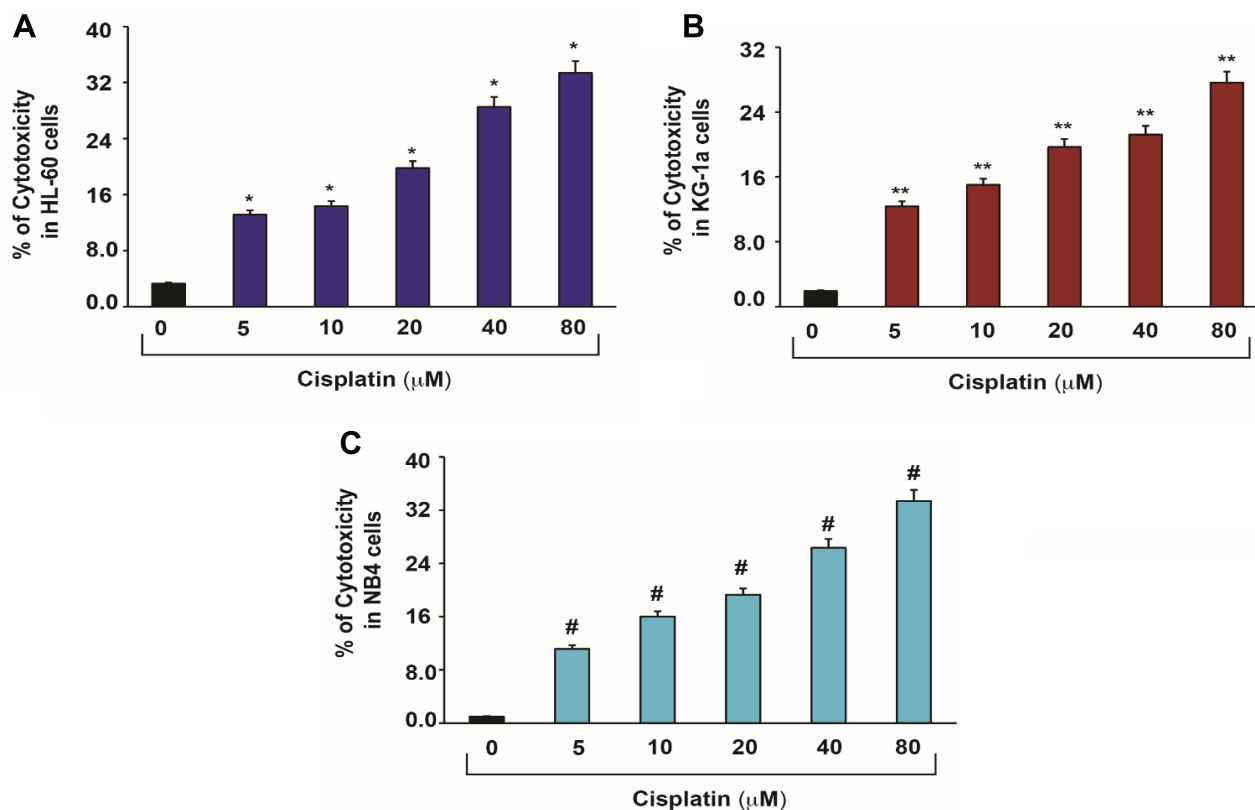 A
% of Cytotoxicity
in HL-60 cells
40
32
24
16
8.0
0.0
* * * * *
0 5 10 20 40 80
Cisplatin (μM)
B
% of Cytotoxicity
in KG-1a cells
32
24
16
8.0
0.0
** ** ** ** **
0 5 10 20 40 80
Cisplatin (μM)
C
% of Cytotoxicity
in NB4 cells
40
32
24
16
8.0
0.0
# # # # #
0 5 10 20 40 80
Cisplatin (μM)